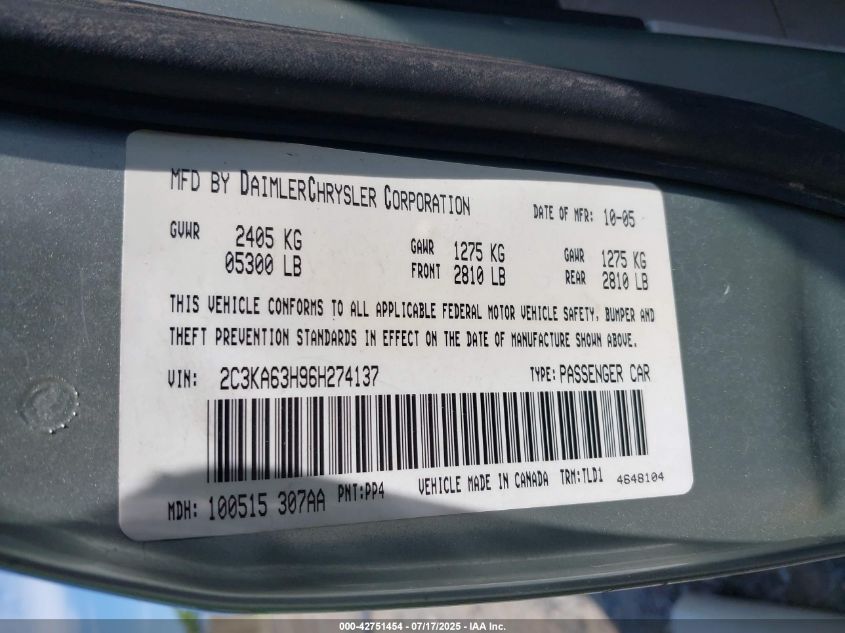 MFD BY DAIMLERCHRYSLER CORPORATION DATE OF MFR: 10-05
GVWR 2405 KG GAWR 1275 KG GAWR 1275 KG
05300 LB FRONT 2810 LB REAR 2810 LB
THIS VEHICLE CONFORMS TO ALL APPLICABLE FEDERAL MOTOR VEHICLE SAFETY, BUMPER AND
THEFT PREVENTION STANDARDS IN EFFECT ON THE DATE OF MANUFACTURE SHOWN ABOVE.
VIN: 2C3KA63H96H274137 TYPE: PASSENGER CAR
MDH: 100515 307AA PNT:PP4 VEHICLE MADE IN CANADA TRM:TLD1 4648104
000-42751454 - 07/17/2025 - IAA Inc.